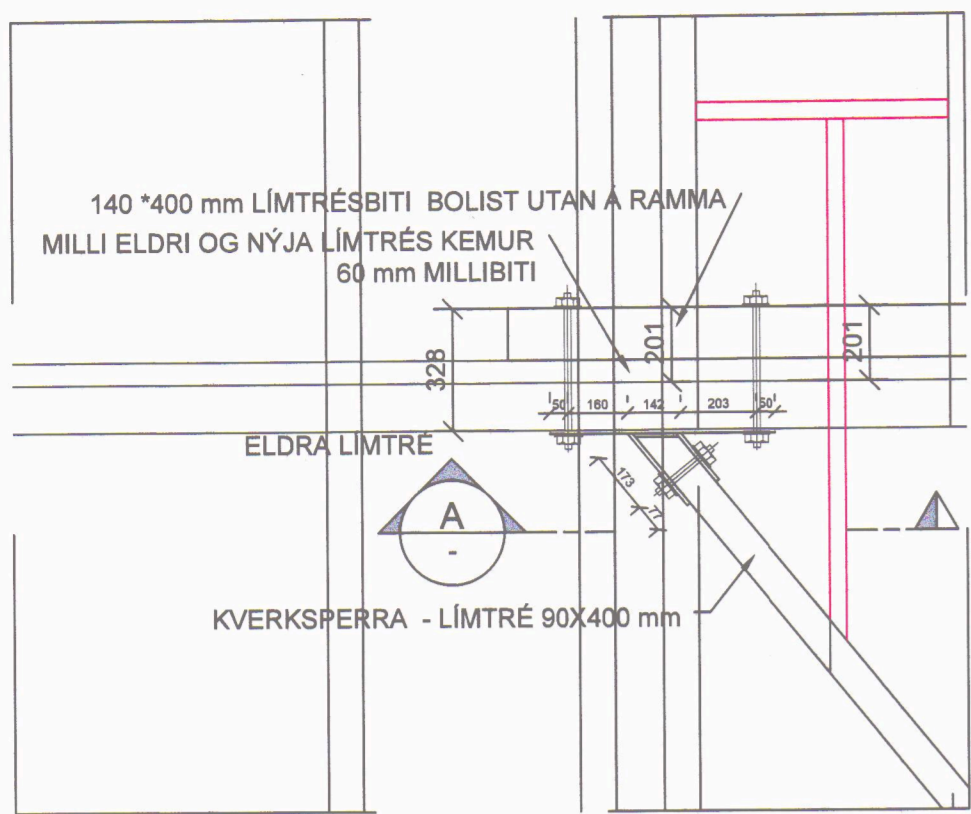 140 *400 mm LÍMTRÉSBITI BOLIST UTAN Á RAMMA
MILLI ELDRI OG NÝJA LÍMTRÉS KEMUR
60 mm MILLIBITI
328
201
201
50 160 142 203 50
ELDRA LÍMTRÉ
173
77
A
-
KVERKSPERRA - LÍMTRÉ 90X400 mm